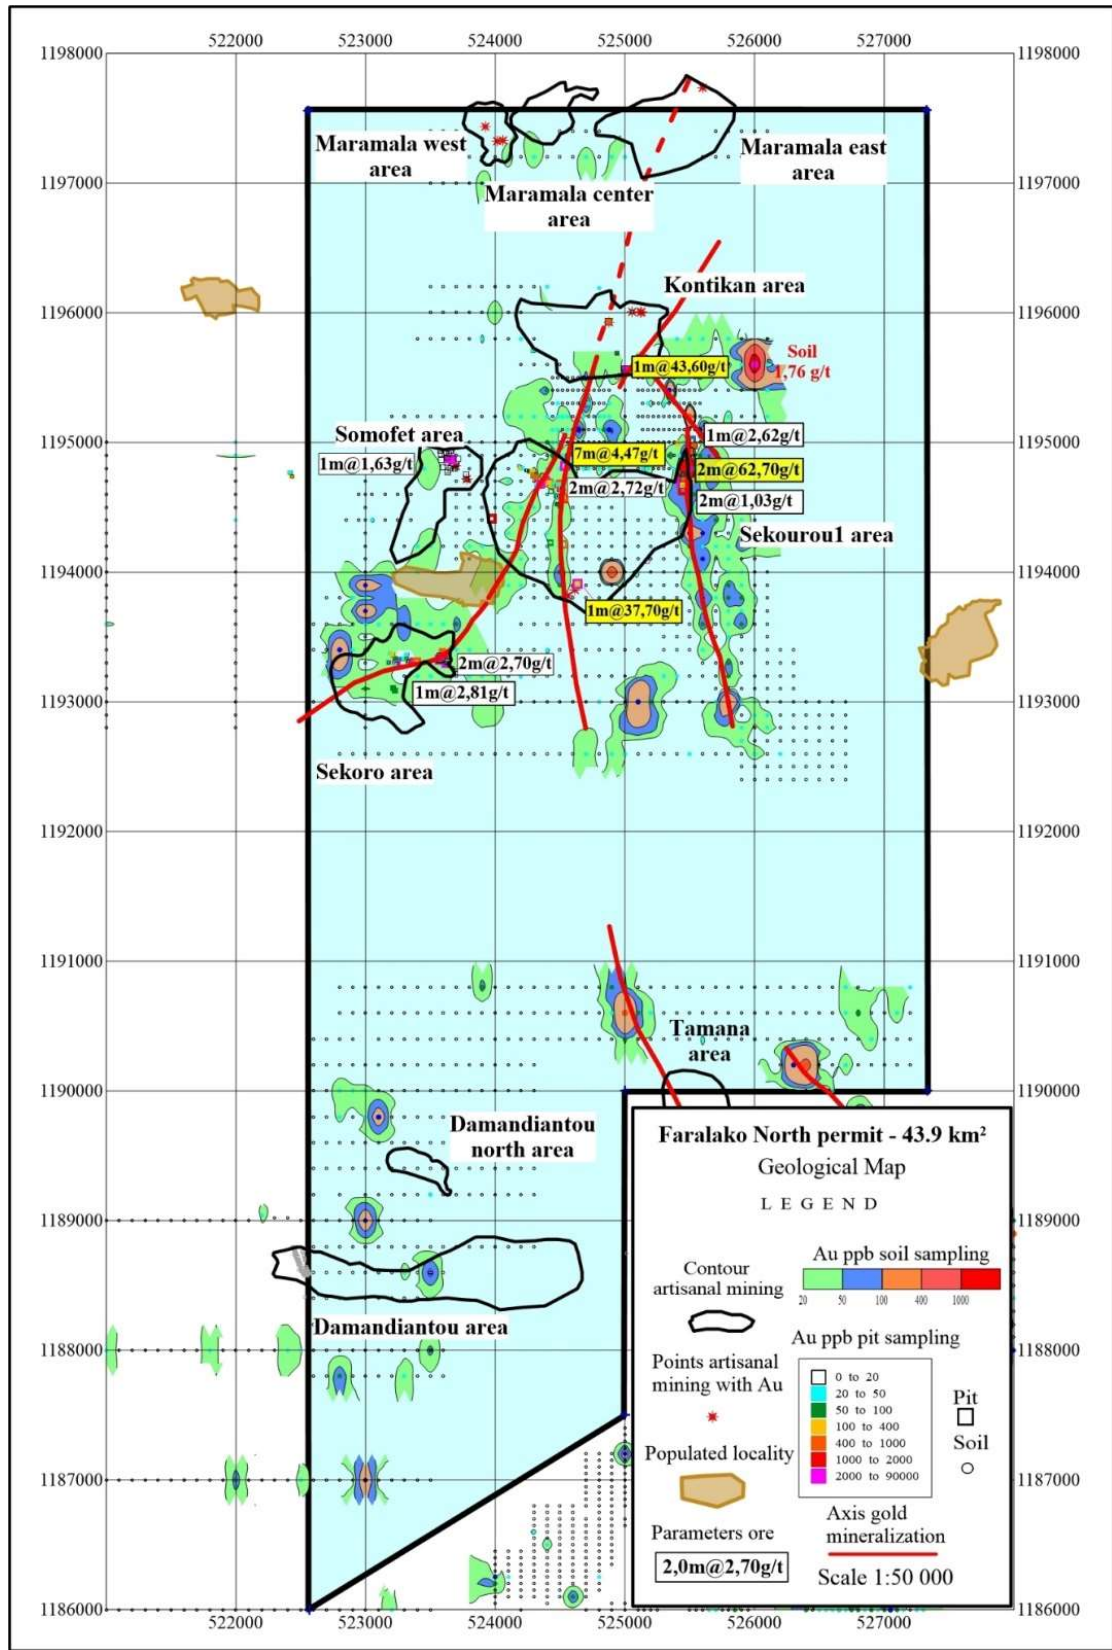 522000 523000 524000 525000 526000 527000
1198000 1198000
Maramala west
area
Maramala east
area
1197000 1197000
Maramala center
area
Kontikan area
1196000 1196000
Soil
1,76 g/t
1m@43,60g/t
1m@2,62g/t
Somofet area
1195000 1195000
1m@1,63g/t
7m@4,47g/t
2m@62,70g/t
2m@2,72g/t
2m@1,03g/t
Sekourou1 area
1194000 1194000
1m@37,70g/t
2m@2,70g/t
1m@2,81g/t
1193000 1193000
Sekoro area
1192000 1192000
1191000 1191000
Tamana
area
1190000 1190000
Damandiantou
north area
1189000 1189000
Damandiantou area
1188000 1188000
1187000 1187000
1186000 1186000
522000 523000 524000 525000 526000 527000
Faralako North permit - 43.9 km²
Geological Map
L E G E N D
Contour
artisanal mining
Au ppb soil sampling
20 50 100 400 1000
Points artisanal
mining with Au
Au ppb pit sampling
0 to 20
20 to 50
50 to 100
100 to 400
400 to 1000
1000 to 2000
2000 to 90000
Pit
Soil
Populated locality
Parameters ore
2,0m@2,70g/t
Axis gold
mineralization
Scale 1:50 000